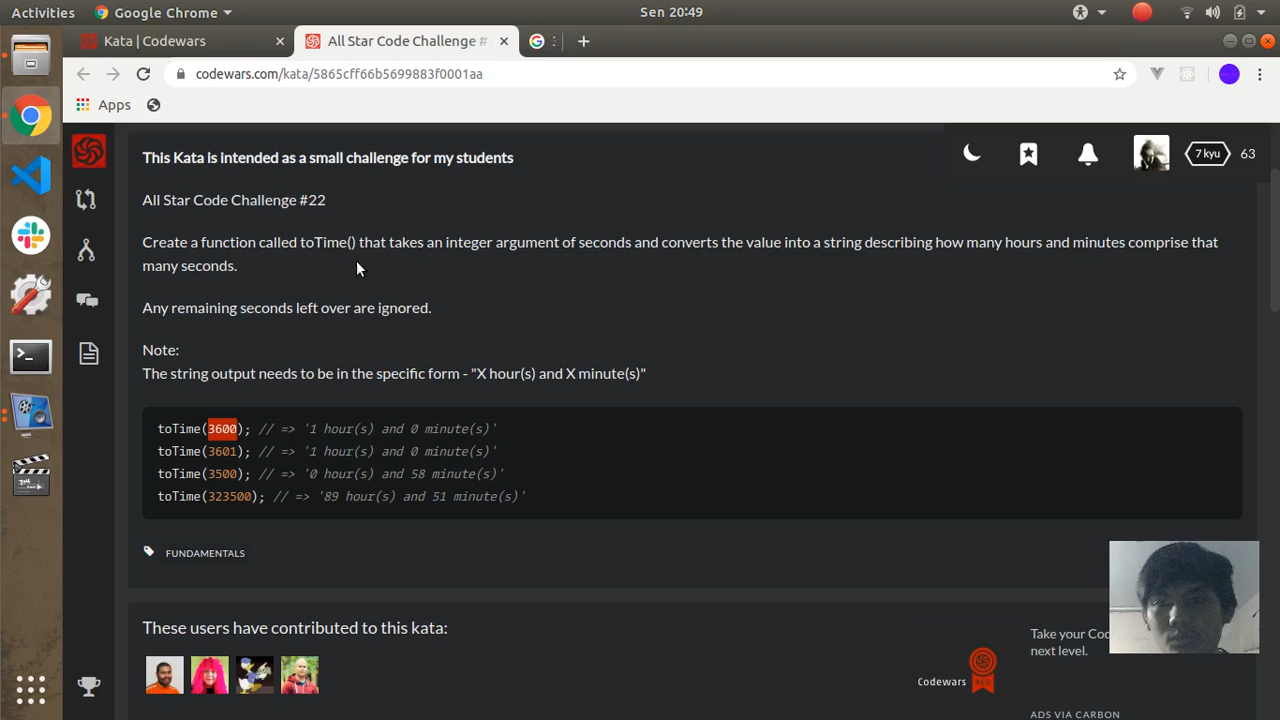 Activities
Google Chrome
Sen 20:49
Kata | Codewars
All Star Code Challenge #
codewars.com/kata/5865cff66b5699883f0001aa
Apps
This Kata is intended as a small challenge for my students
7 kyu
63
All Star Code Challenge #22
Create a function called toTime() that takes an integer argument of seconds and converts the value into a string describing how many hours and minutes comprise that
many seconds.
Any remaining seconds left over are ignored.
Note:
The string output needs to be in the specific form - "X hour(s) and X minute(s)"
toTime(3600); // => '1 hour(s) and 0 minute(s)'
toTime(3601); // => '1 hour(s) and 0 minute(s)'
toTime(3500); // => '0 hour(s) and 58 minute(s)'
toTime(323500); // => '89 hour(s) and 51 minute(s)'
FUNDAMENTALS
These users have contributed to this kata:
Codewars
RED
Take your Co
next level.
ADS VIA CARBON